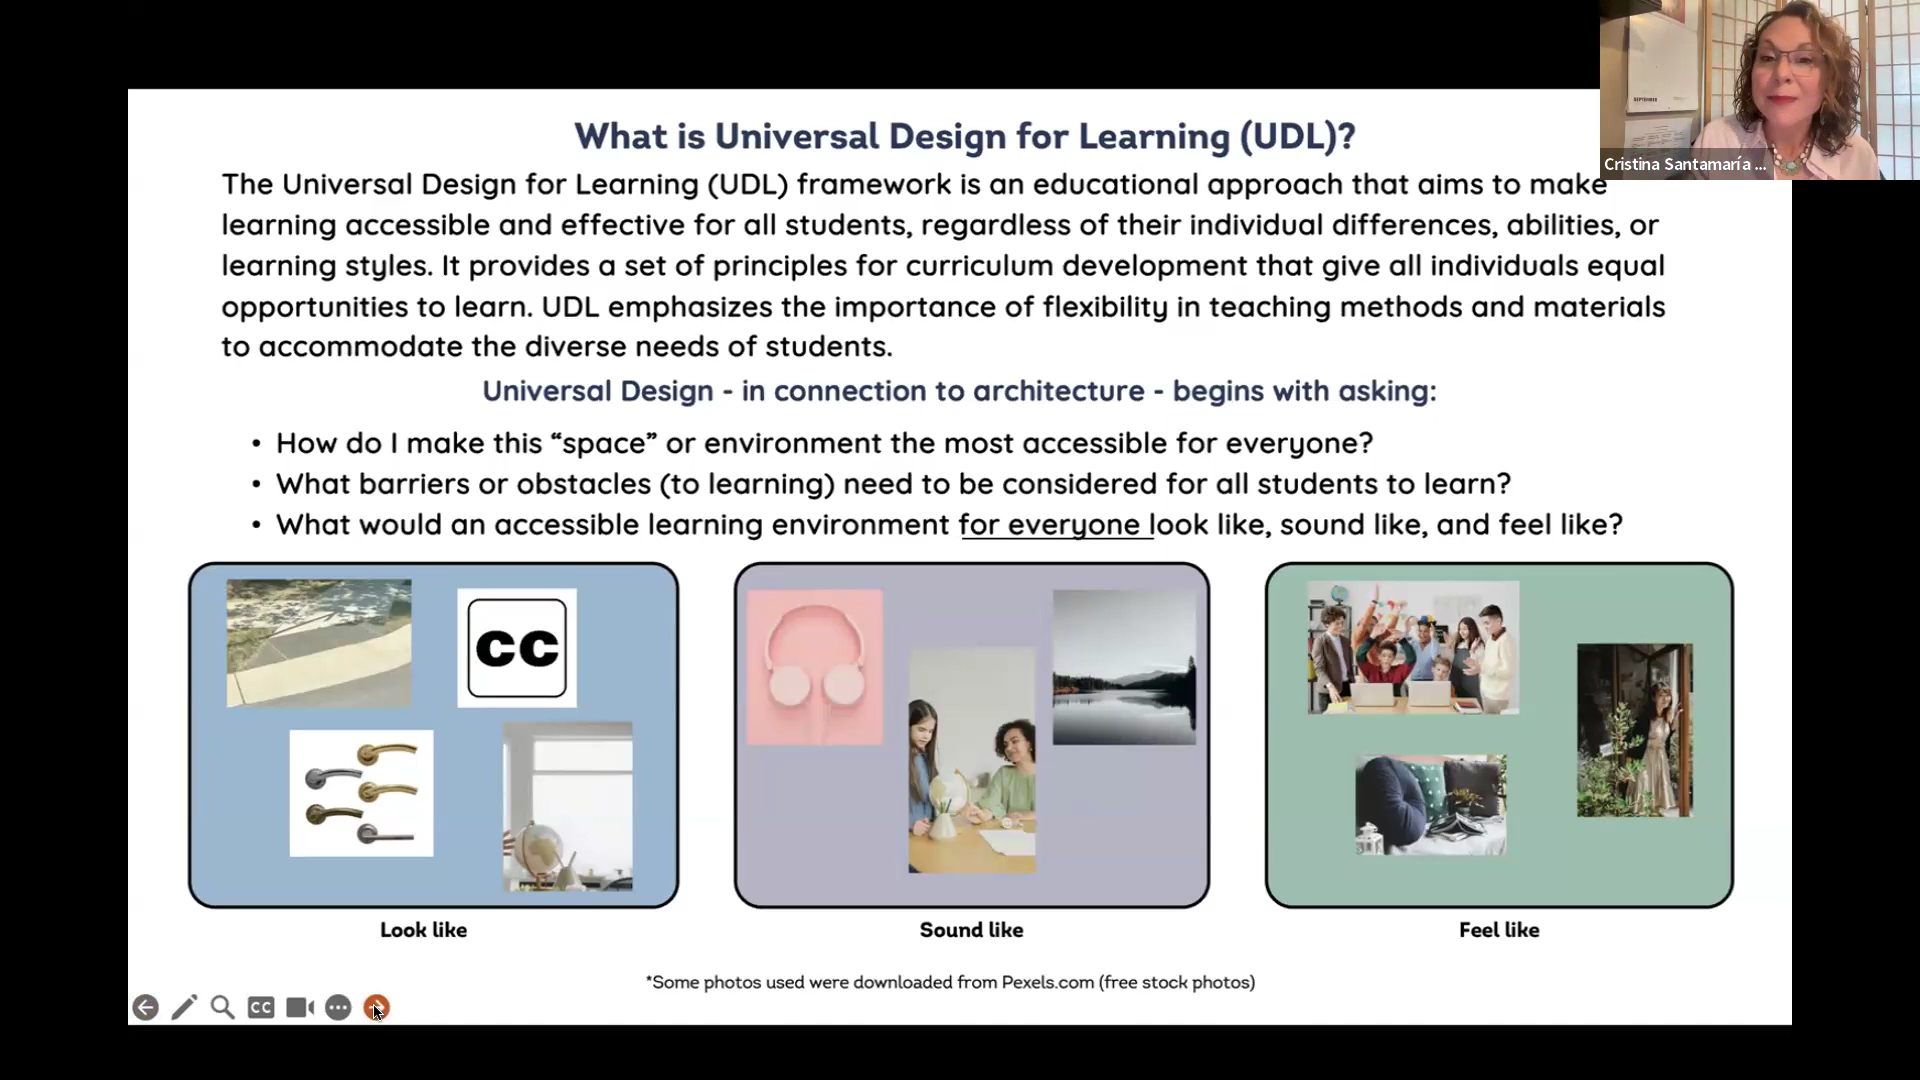 What is Universal Design for Learning (UDL)?
The Universal Design for Learning (UDL) framework is an educational approach that aims to make
learning accessible and effective for all students, regardless of their individual differences, abilities, or
learning styles. It provides a set of principles for curriculum development that give all individuals equal
opportunities to learn. UDL emphasizes the importance of flexibility in teaching methods and materials
to accommodate the diverse needs of students.
Universal Design - in connection to architecture - begins with asking:
• How do I make this “space” or environment the most accessible for everyone?
• What barriers or obstacles (to learning) need to be considered for all students to learn?
• What would an accessible learning environment for everyone look like, sound like, and feel like?
CC
Look like
Sound like
Feel like
*Some photos used were downloaded from Pexels.com (free stock photos)
CC
SEPTEMBER
Cristina Santamaría ...